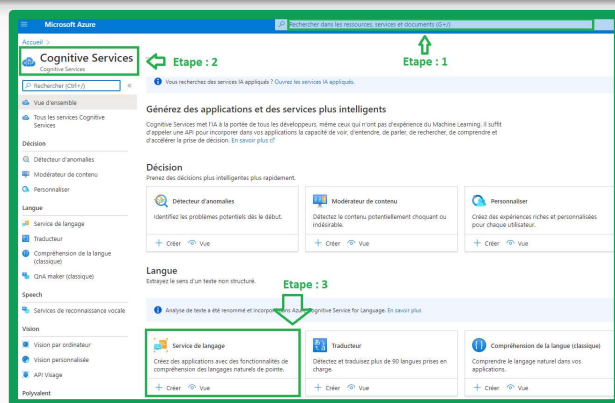 Microsoft Azure
Rechercher dans les ressources, services et documents (G+/)
Accueil >
Cognitive Services
Cognitive Services
Etape : 2
Etape : 1
Rechercher (Ctrl+/)
«
Vous recherchez des services IA appliqués ? Ouvrez les services IA appliqués.
Vue d'ensemble
Tous les services Cognitive
Services
Décision
Détecteur d'anomalies
Modérateur de contenu
Personnaliser
Langue
Service de langage
Traducteur
Compréhension de la langue
(classique)
QnA maker (classique)
Speech
Services de reconnaissance vocale
Vision
Vision par ordinateur
Vision personnalisée
API Visage
Polyvalent
Générez des applications et des services plus intelligents
Cognitive Services met l'IA à la portée de tous les développeurs, même ceux qui n'ont pas d'expérience du Machine Learning. Il suffit
d'appeler une API pour incorporer dans vos applications la capacité de voir, d'entendre, de parler, de rechercher, de comprendre et
d'accélérer la prise de décision. En savoir plus
Décision
Prenez des décisions plus intelligentes plus rapidement.
Détecteur d'anomalies
Identifiez les problèmes potentiels dès le début.
+ Créer Vue
Modérateur de contenu
Détectez le contenu potentiellement choquant ou
indésirable.
+ Créer Vue
Personnaliser
Créez des expériences riches et personnalisées
pour chaque utilisateur.
+ Créer Vue
Langue
Extrayez le sens d'un texte non structuré.
Etape : 3
Analyse de texte a été renommé et incorporé dans Azure Cognitive Service for Language. En savoir plus
Service de langage
Créez des applications avec des fonctionnalités de
compréhension des langages naturels de pointe.
+ Créer Vue
Traducteur
Détectez et traduisez plus de 90 langues prises en
charge.
+ Créer Vue
Compréhension de la langue (classique)
Comprendre le langage naturel dans vos
applications.
+ Créer Vue